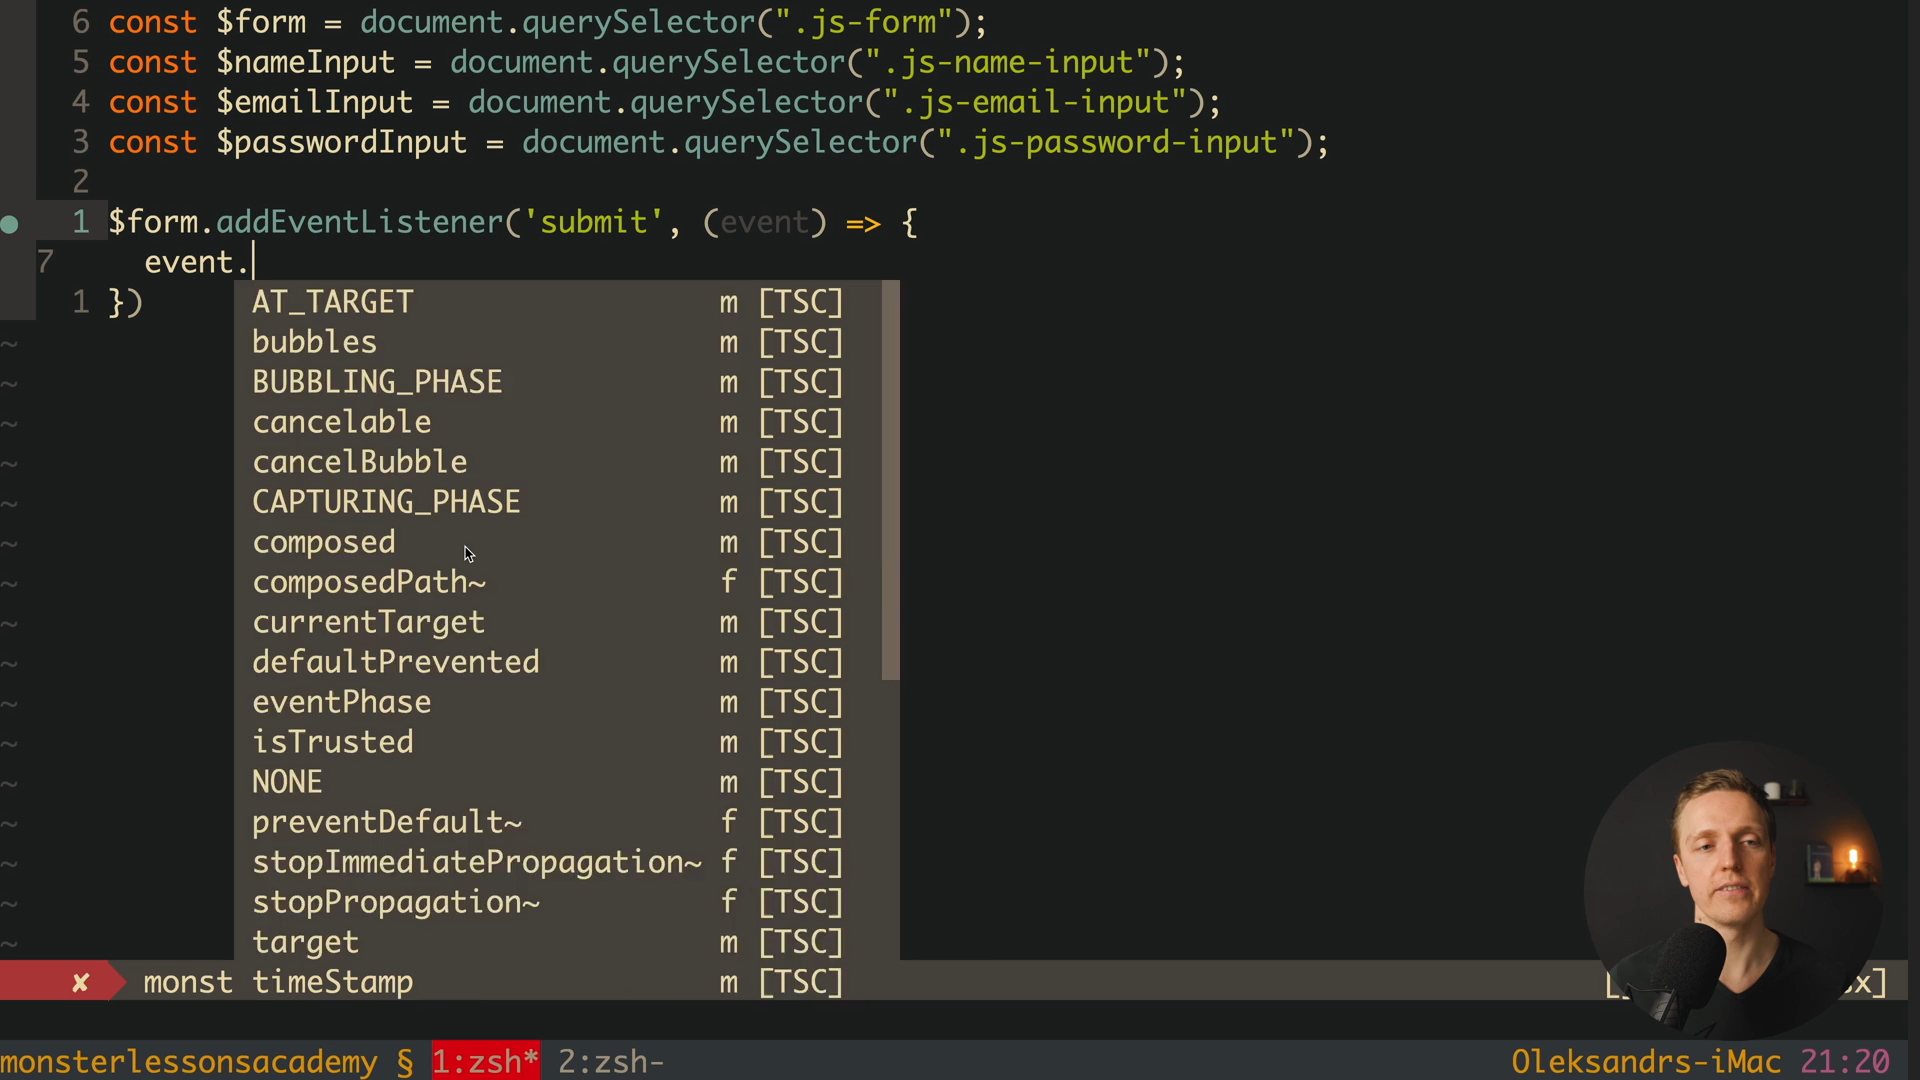 6 const $form = document.querySelector(".js-form");
5 const $nameInput = document.querySelector(".js-name-input");
4 const $emailInput = document.querySelector(".js-email-input");
3 const $passwordInput = document.querySelector(".js-password-input");
2
1 $form.addEventListener('submit', (event) => {
7 event.
1 })
AT_TARGET m [TSC]
bubbles m [TSC]
BUBBLING_PHASE m [TSC]
cancelable m [TSC]
cancelBubble m [TSC]
CAPTURING_PHASE m [TSC]
composed m [TSC]
composedPath~ f [TSC]
currentTarget m [TSC]
defaultPrevented m [TSC]
eventPhase m [TSC]
isTrusted m [TSC]
NONE m [TSC]
preventDefault~ f [TSC]
stopImmediatePropagation~ f [TSC]
stopPropagation~ f [TSC]
target m [TSC]
✘ monst timeStamp m [TSC]
monsterlessonsacademy § 1:zsh* 2:zsh- Oleksandrs-iMac 21:20